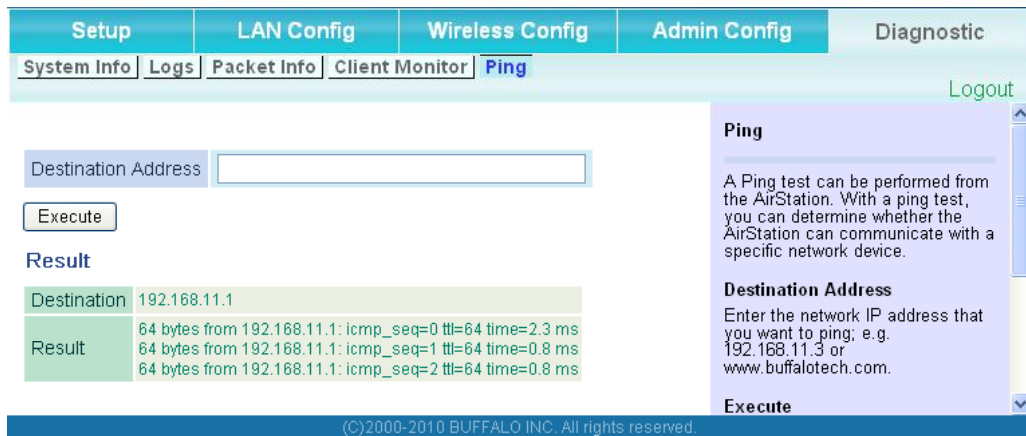 Setup LAN Config Wireless Config Admin Config Diagnostic
System Info Logs Packet Info Client Monitor Ping
Logout
Destination Address
Execute
Result
Destination 192.168.11.1
Result
64 bytes from 192.168.11.1: icmp_seq=0 ttl=64 time=2.3 ms
64 bytes from 192.168.11.1: icmp_seq=1 ttl=64 time=0.8 ms
64 bytes from 192.168.11.1: icmp_seq=2 ttl=64 time=0.8 ms
Ping
A Ping test can be performed from
the AirStation. With a ping test,
you can determine whether the
AirStation can communicate with a
specific network device.
Destination Address
Enter the network IP address that
you want to ping; e.g.
192.168.11.3 or
www.buffalotech.com.
Execute
(C)2000-2010 BUFFALO INC. All rights reserved.